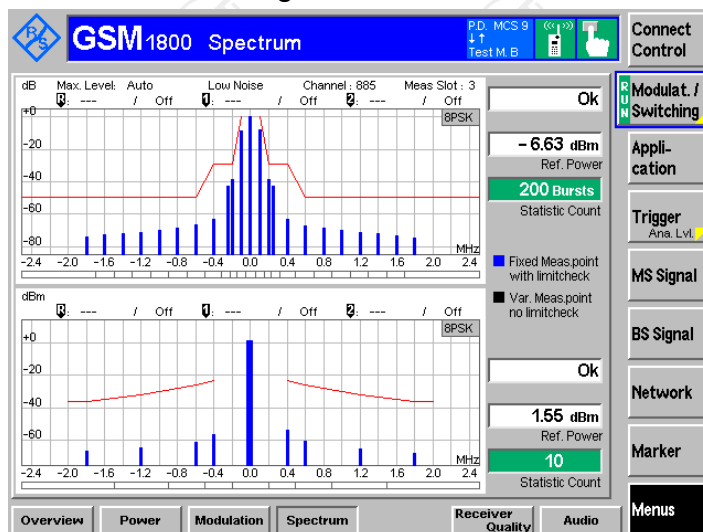 R&S
GSM1800 Spectrum
P.D. MCS 9
Test M. B
Connect
Control
RUN
Modulat. /
Switching
Appli-
cation
Trigger
Ana. Lvl.
MS Signal
BS Signal
Network
Marker
Menus
dB Max. Level: Auto Low Noise Channel : 885 Meas Slot : 3
R: --- / Off 1: --- / Off 2: --- / Off
8PSK
+0
-20
-40
-60
-80
MHz
-2.4 -2.0 -1.6 -1.2 -0.8 -0.4 0.0 0.4 0.8 1.2 1.6 2.0 2.4
Ok
- 6.63 dBm
Ref. Power
200 Bursts
Statistic Count
Fixed Meas.point
with limitcheck
Var. Meas.point
no limitcheck
dBm
R: --- / Off 1: --- / Off 2: --- / Off
8PSK
+0
-20
-40
-60
MHz
-2.4 -2.0 -1.6 -1.2 -0.8 -0.4 0.0 0.4 0.8 1.2 1.6 2.0 2.4
Ok
1.55 dBm
Ref. Power
10
Statistic Count
Overview Power Modulation Spectrum Receiver Quality Audio